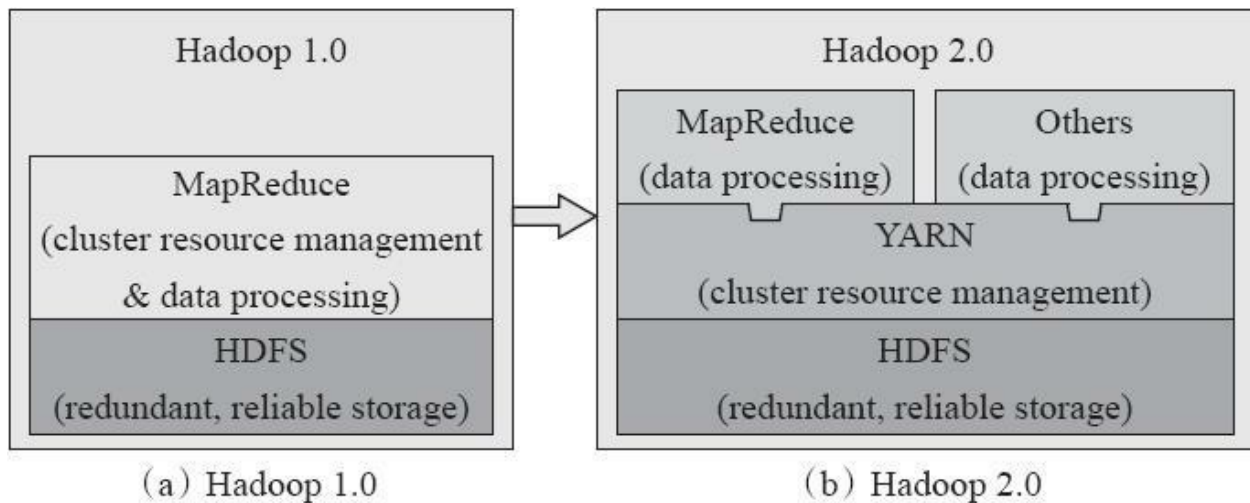 Hadoop 1.0
MapReduce
(cluster resource management
& data processing)
HDFS
(redundant, reliable storage)
（a）Hadoop 1.0
Hadoop 2.0
MapReduce
(data processing)
Others
(data processing)
YARN
(cluster resource management)
HDFS
(redundant, reliable storage)
（b）Hadoop 2.0